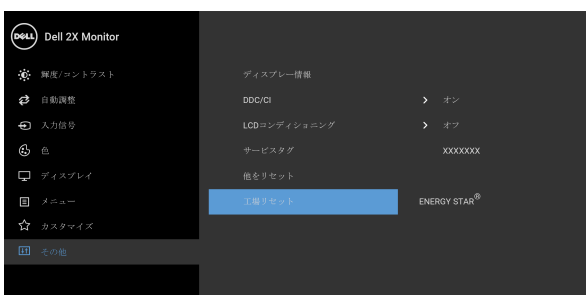 DELL Dell 2X Monitor
輝度/コントラスト
自動調整
入力信号
色
ディスプレイ
メニュー
カスタマイズ
その他
ディスプレー情報
DDC/CI オン
LCDコンディショニング オフ
サービスタグ XXXXXXX
他をリセット
工場リセット ENERGY STAR®